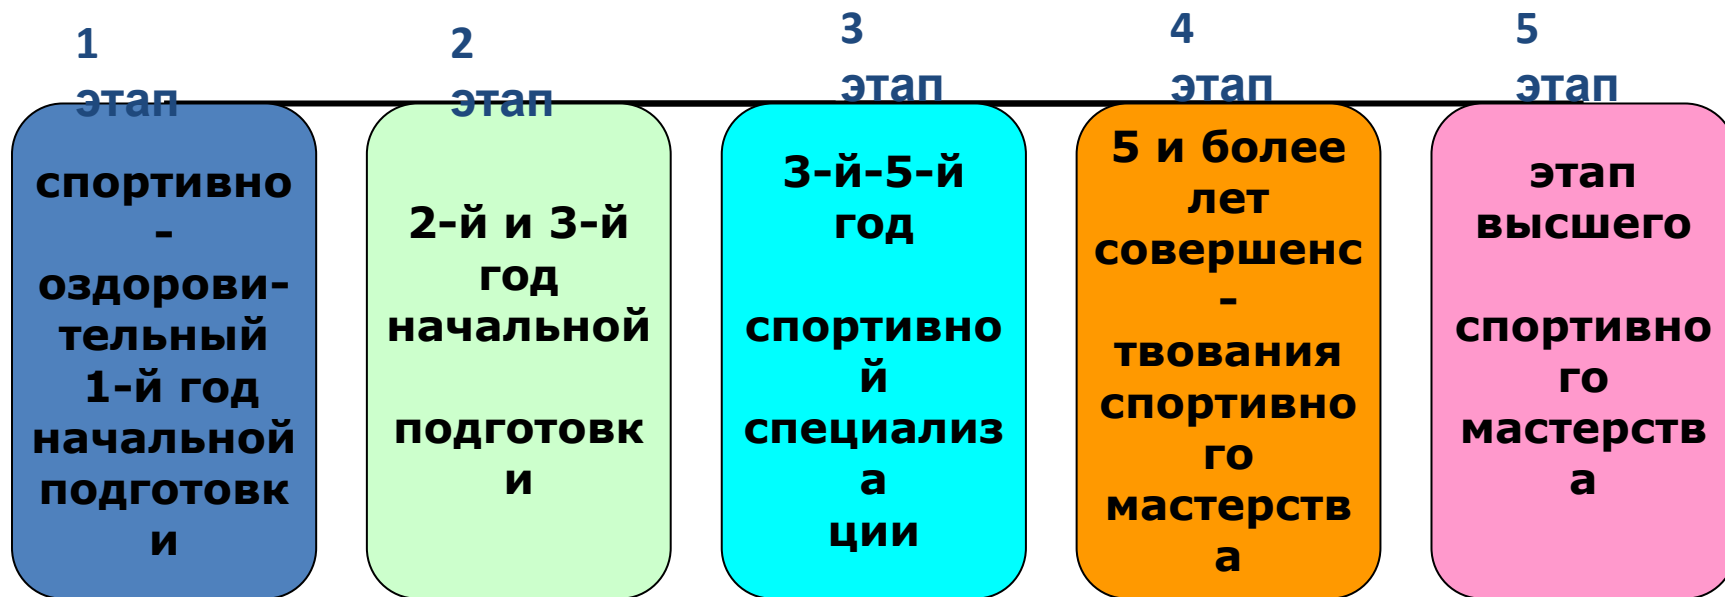 1
этап
спортивно
-
оздорови-
тельный
1-й год
начальной
подготовк
и
2
этап
2-й и 3-й
год
начальной
подготовк
и
3
этап
3-й-5-й
год
спортивно
й
специализ
а
ции
4
этап
5 и более
лет
совершенс
-
твования
спортивно
го
мастерств
а
5
этап
этап
высшего
спортивно
го
мастерств
а